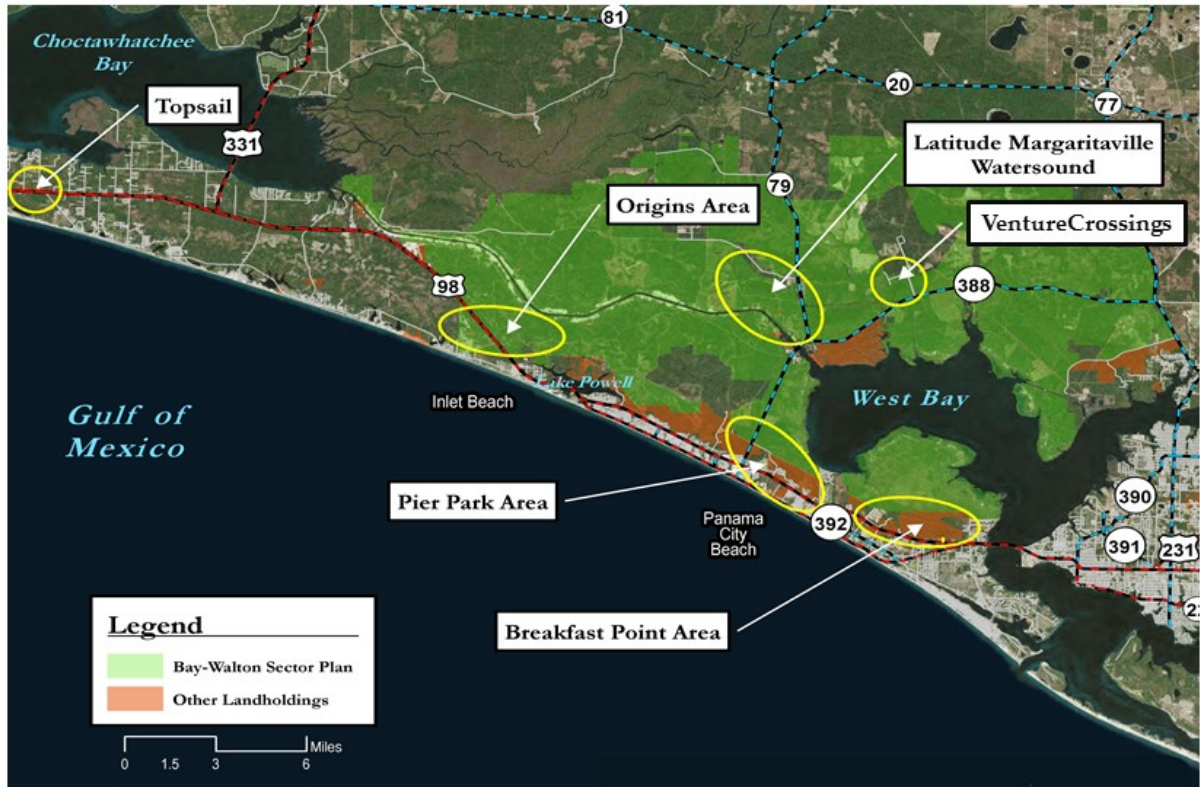 Choctawhatchee
Bay
Topsail
331
81
20
77
Latitude Margaritaville
Watersound
79
Origins Area
VentureCrossings
98
388
Lake Powell
Inlet Beach
West Bay
Gulf of
Mexico
Pier Park Area
Panama
City
Beach
392
390
391
231
Breakfast Point Area
Legend
Bay-Walton Sector Plan
Other Landholdings
Miles
0 1.5 3 6